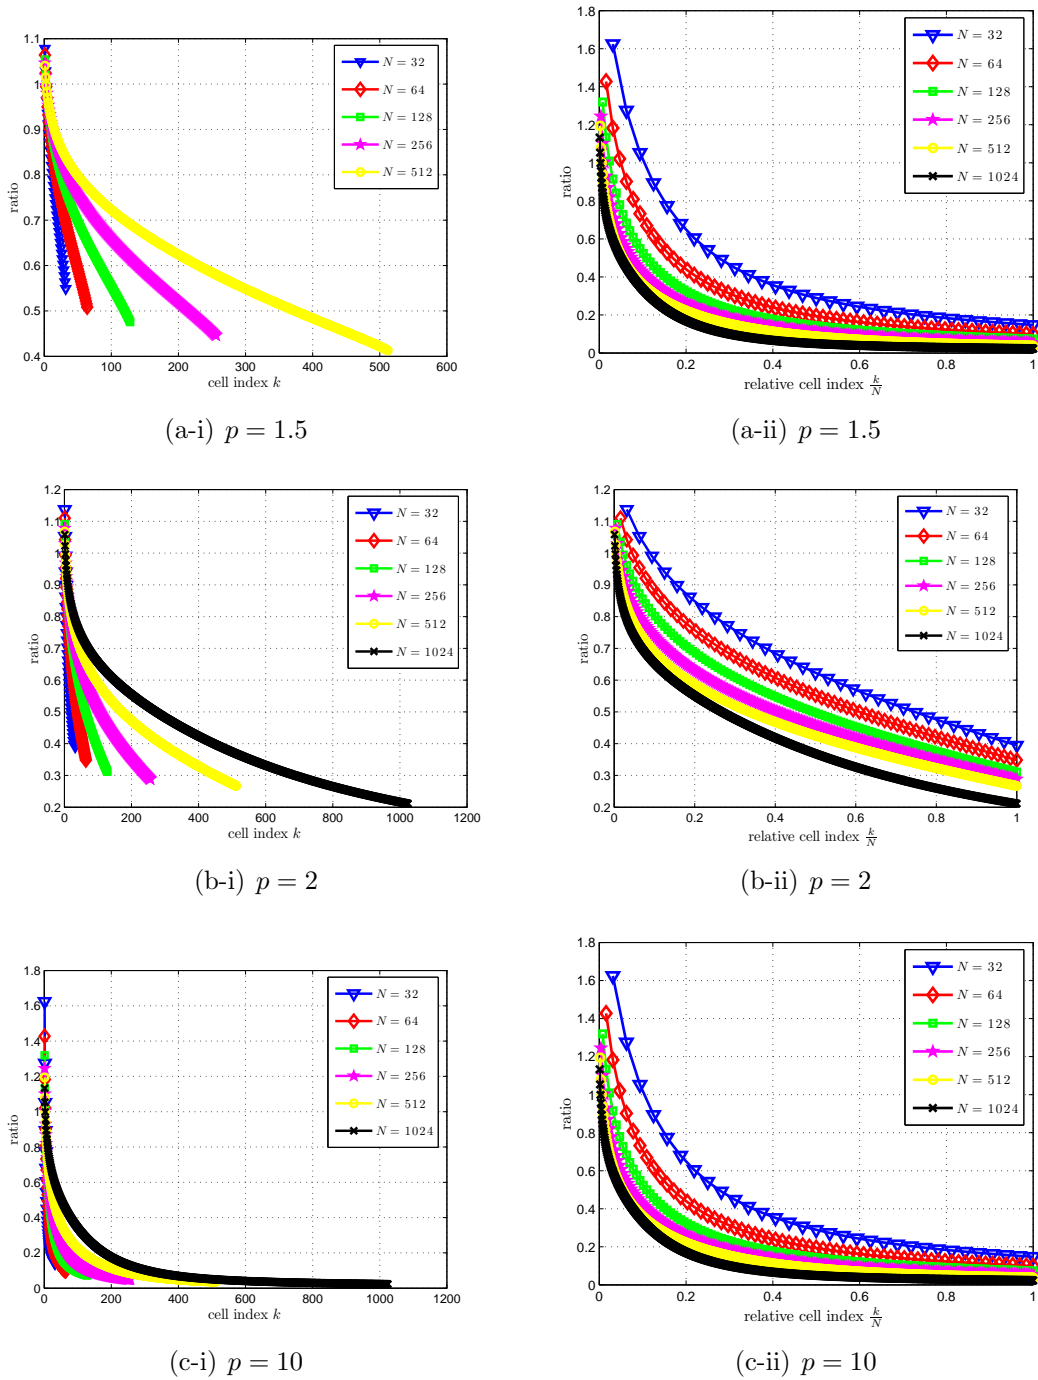 1.1
1
0.9
0.8
0.7
0.6
0.5
0.4
0 100 200 300 400 500 600
ratio
cell index k
N = 32
N = 64
N = 128
N = 256
N = 512
(a-i) p = 1.5
1.8
1.6
1.4
1.2
1
0.8
0.6
0.4
0.2
0
0 0.2 0.4 0.6 0.8 1
ratio
relative cell index k/N
N = 32
N = 64
N = 128
N = 256
N = 512
N = 1024
(a-ii) p = 1.5
1.2
1.1
1
0.9
0.8
0.7
0.6
0.5
0.4
0.3
0.2
0 200 400 600 800 1000 1200
ratio
cell index k
N = 32
N = 64
N = 128
N = 256
N = 512
N = 1024
(b-i) p = 2
1.2
1.1
1
0.9
0.8
0.7
0.6
0.5
0.4
0.3
0.2
0 0.2 0.4 0.6 0.8 1
ratio
relative cell index k/N
N = 32
N = 64
N = 128
N = 256
N = 512
N = 1024
(b-ii) p = 2
1.8
1.6
1.4
1.2
1
0.8
0.6
0.4
0.2
0
0 200 400 600 800 1000 1200
ratio
cell index k
N = 32
N = 64
N = 128
N = 256
N = 512
N = 1024
(c-i) p = 10
1.8
1.6
1.4
1.2
1
0.8
0.6
0.4
0.2
0
0 0.2 0.4 0.6 0.8 1
ratio
relative cell index k/N
N = 32
N = 64
N = 128
N = 256
N = 512
N = 1024
(c-ii) p = 10